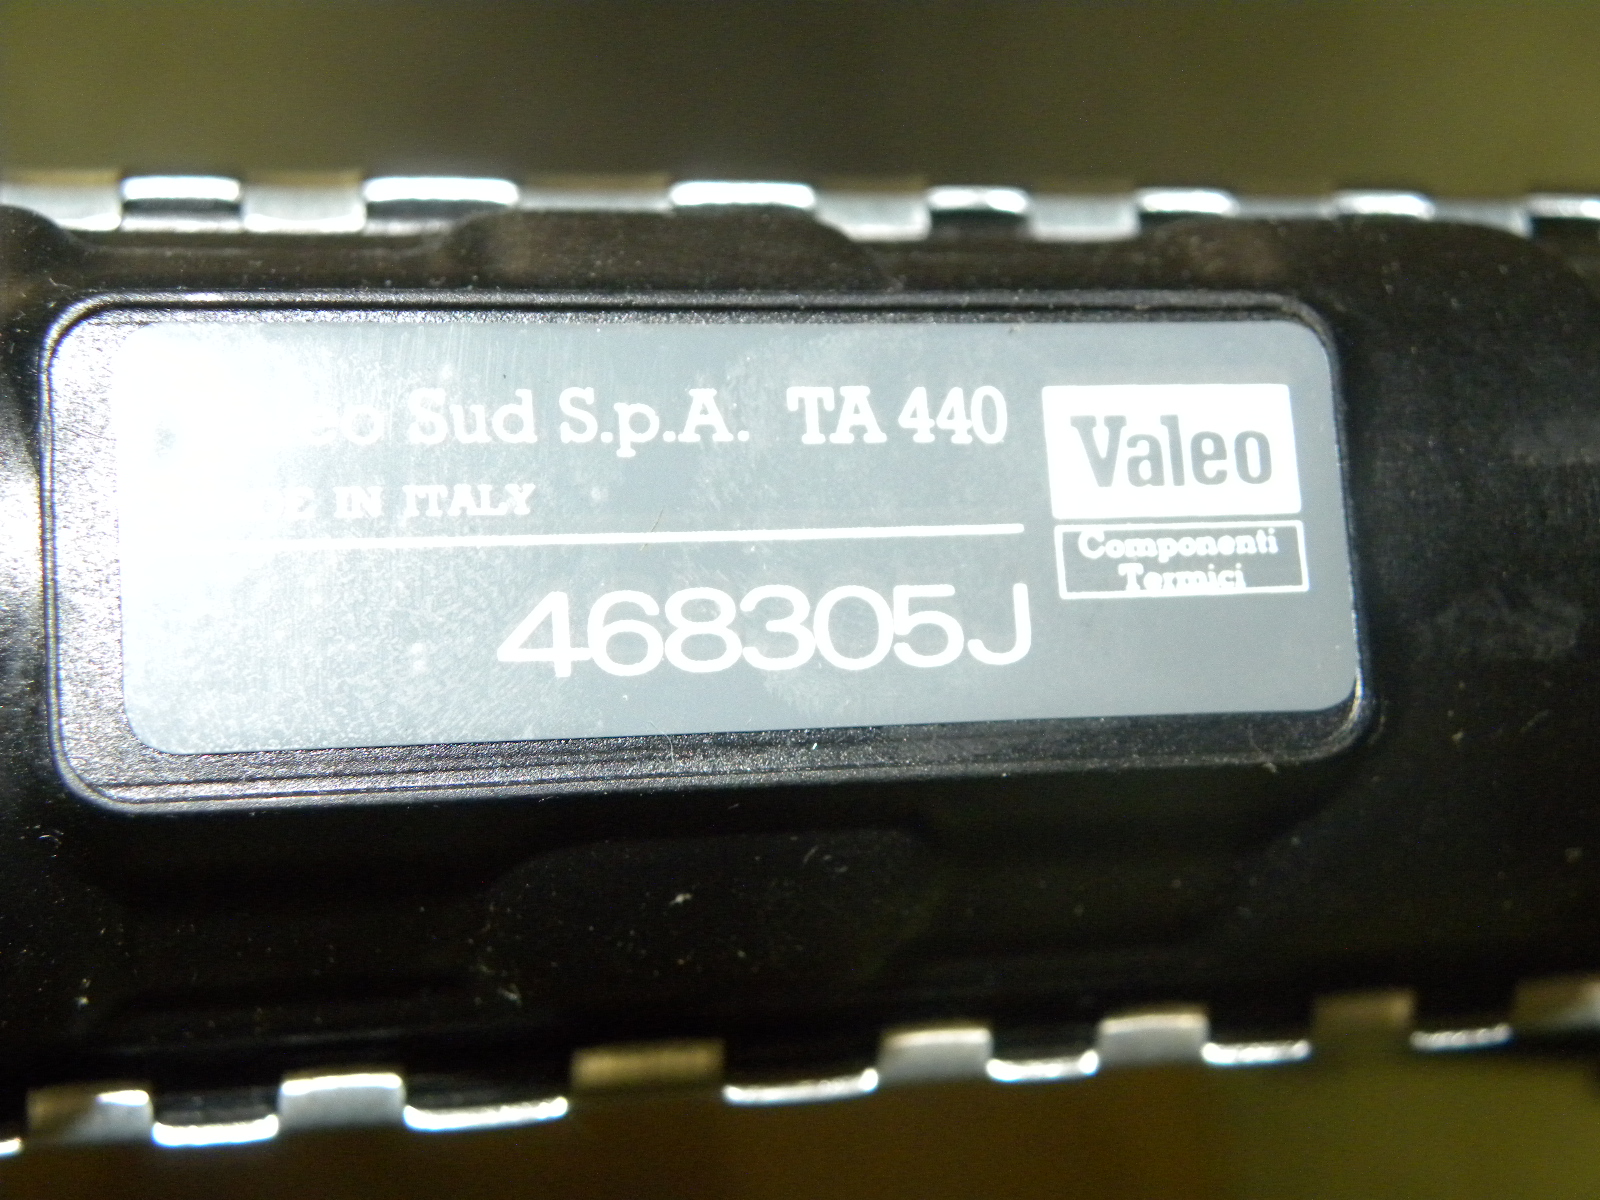 Sud S.p.A. TA 440
IN ITALY
468305J
Valeo
Componenti
Termici